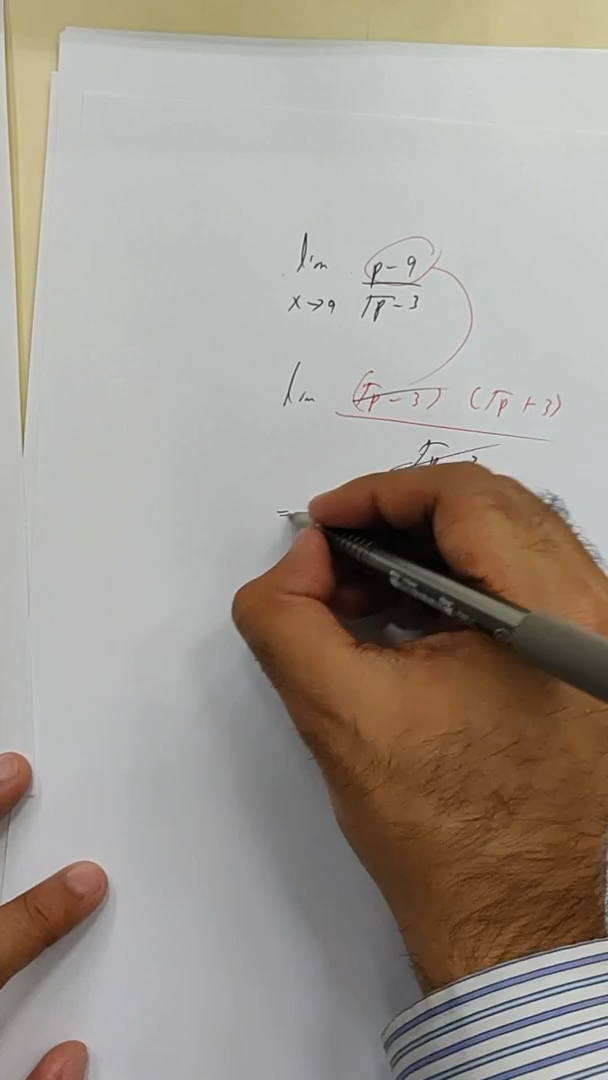 lim p-9
x→9 √p-3
lim (√p-3) (√p+3)
=